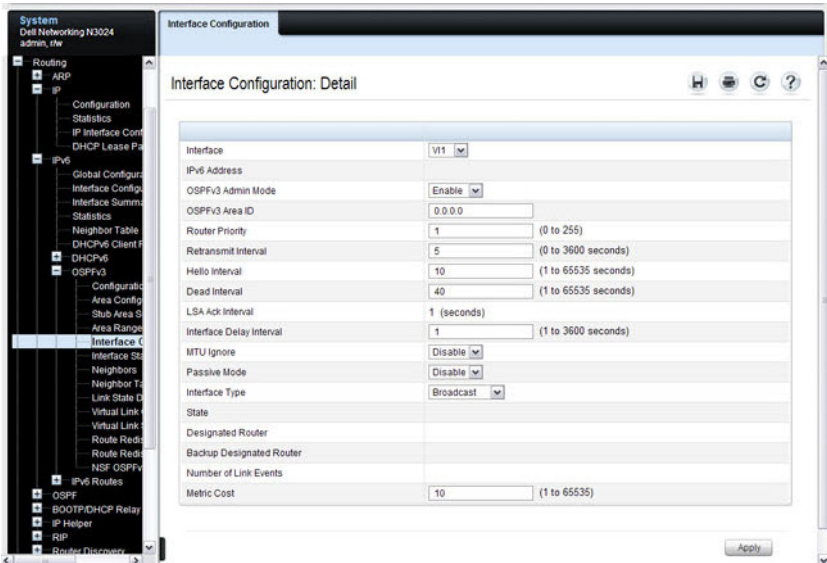 System
Dell Networking N3024
admin, r/w
Routing
ARP
IP
Configuration
Statistics
IP Interface Conf
DHCP Lease Pa
IPv6
Global Configura
Interface Configu
Interface Summa
Statistics
Neighbor Table
DHCPv6 Client P
DHCPv6
OSPFv3
Configuratic
Area Config
Stub Area S
Area Range
Interface C
Interface Sta
Neighbors
Neighbor Ta
Link State D
Virtual Link
Virtual Link
Route Redis
Route Redis
NSF OSPFv
IPv6 Routes
OSPF
BOOTP/DHCP Relay
IP Helper
RIP
Router Discovery
Interface Configuration
Interface Configuration: Detail
Interface Vl1
IPv6 Address
OSPFv3 Admin Mode Enable
OSPFv3 Area ID 0.0.0.0
Router Priority 1 (0 to 255)
Retransmit Interval 5 (0 to 3600 seconds)
Hello Interval 10 (1 to 65535 seconds)
Dead Interval 40 (1 to 65535 seconds)
LSA Ack Interval 1 (seconds)
Interface Delay Interval 1 (1 to 3600 seconds)
MTU Ignore Disable
Passive Mode Disable
Interface Type Broadcast
State
Designated Router
Backup Designated Router
Number of Link Events
Metric Cost 10 (1 to 65535)
Apply